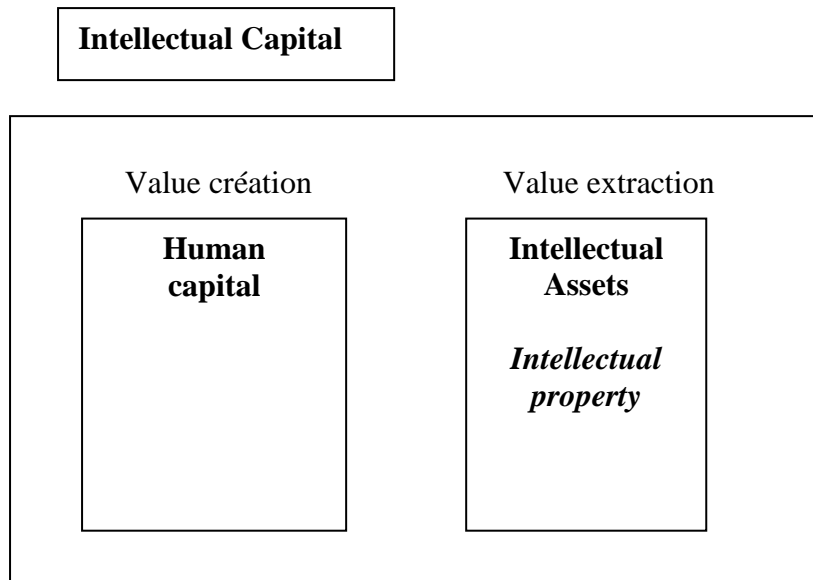 Intellectual Capital
Value création
Value extraction
Human
capital
Intellectual
Assets
Intellectual
property